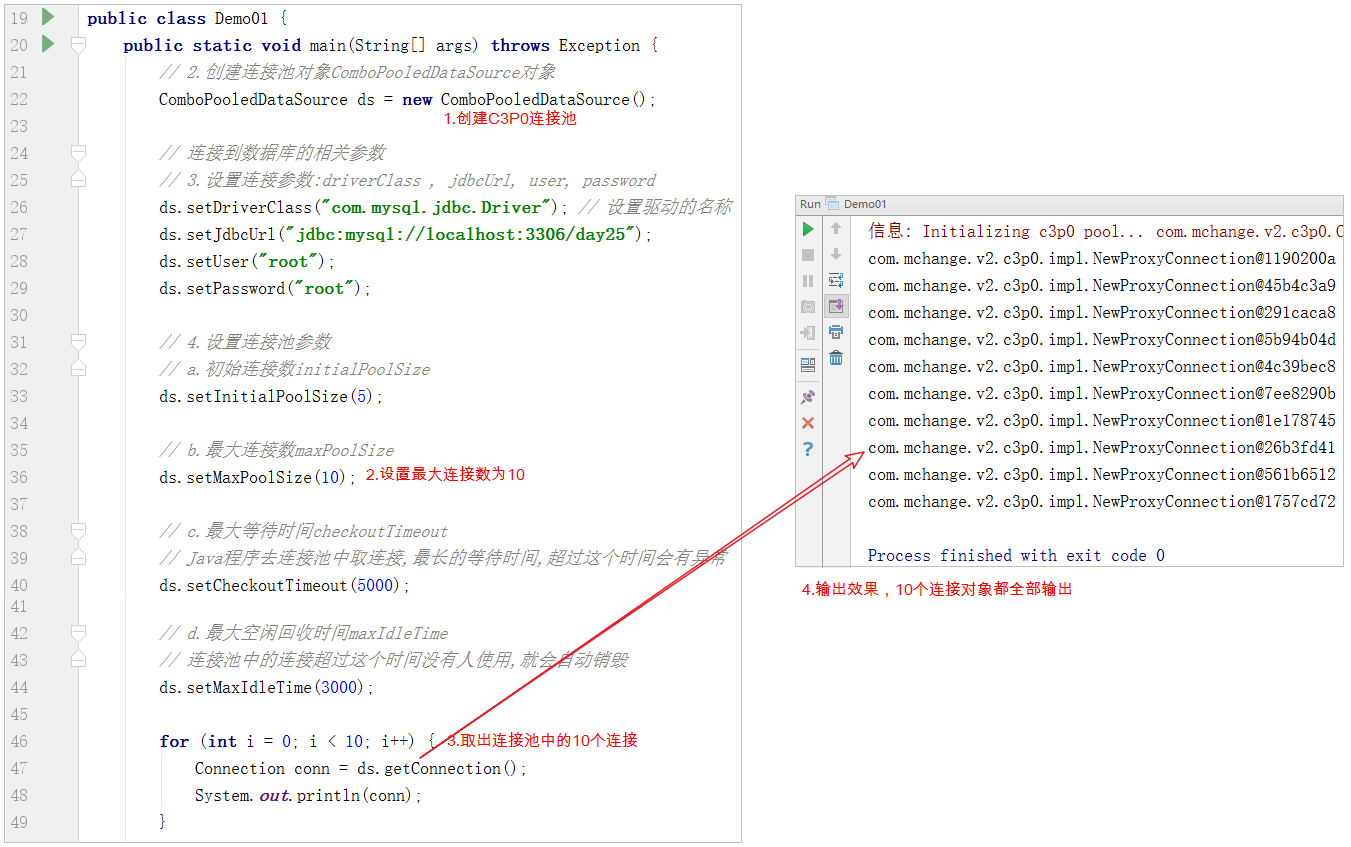 19 public class Demo01 {
20 public static void main(String[] args) throws Exception {
21 // 2.创建连接池对象ComboPooledDataSource对象
22 ComboPooledDataSource ds = new ComboPooledDataSource();
1.创建C3P0连接池
23
24 // 连接到数据库的相关参数
25 // 3.设置连接参数:driverClass , jdbcUrl, user, password
26 ds.setDriverClass("com.mysql.jdbc.Driver"); // 设置驱动的名称
27 ds.setJdbcUrl("jdbc:mysql://localhost:3306/day25");
28 ds.setUser("root");
29 ds.setPassword("root");
30
31 // 4.设置连接池参数
32 // a.初始连接数initialPoolSize
33 ds.setInitialPoolSize(5);
34
35 // b.最大连接数maxPoolSize
36 ds.setMaxPoolSize(10); 2.设置最大连接数为10
37
38 // c.最大等待时间checkoutTimeout
39 // Java程序去连接池中取连接,最长的等待时间,超过这个时间会有异常
40 ds.setCheckoutTimeout(5000);
41
42 // d.最大空闲回收时间maxIdleTime
43 // 连接池中的连接超过这个时间没有人使用,就会自动销毁
44 ds.setMaxIdleTime(3000);
45
46 for (int i = 0; i < 10; i++) { 3.取出连接池中的10个连接
47 Connection conn = ds.getConnection();
48 System.out.println(conn);
49 }
Run Demo01
信息: Initializing c3p0 pool... com.mchange.v2.c3p0.C
com.mchange.v2.c3p0.impl.NewProxyConnection@1190200a
com.mchange.v2.c3p0.impl.NewProxyConnection@45b4c3a9
com.mchange.v2.c3p0.impl.NewProxyConnection@291caca8
com.mchange.v2.c3p0.impl.NewProxyConnection@5b94b04d
com.mchange.v2.c3p0.impl.NewProxyConnection@4c39bec8
com.mchange.v2.c3p0.impl.NewProxyConnection@7ee8290b
com.mchange.v2.c3p0.impl.NewProxyConnection@1e178745
com.mchange.v2.c3p0.impl.NewProxyConnection@26b3fd41
com.mchange.v2.c3p0.impl.NewProxyConnection@561b6512
com.mchange.v2.c3p0.impl.NewProxyConnection@1757cd72
Process finished with exit code 0
4.输出效果，10个连接对象都全部输出